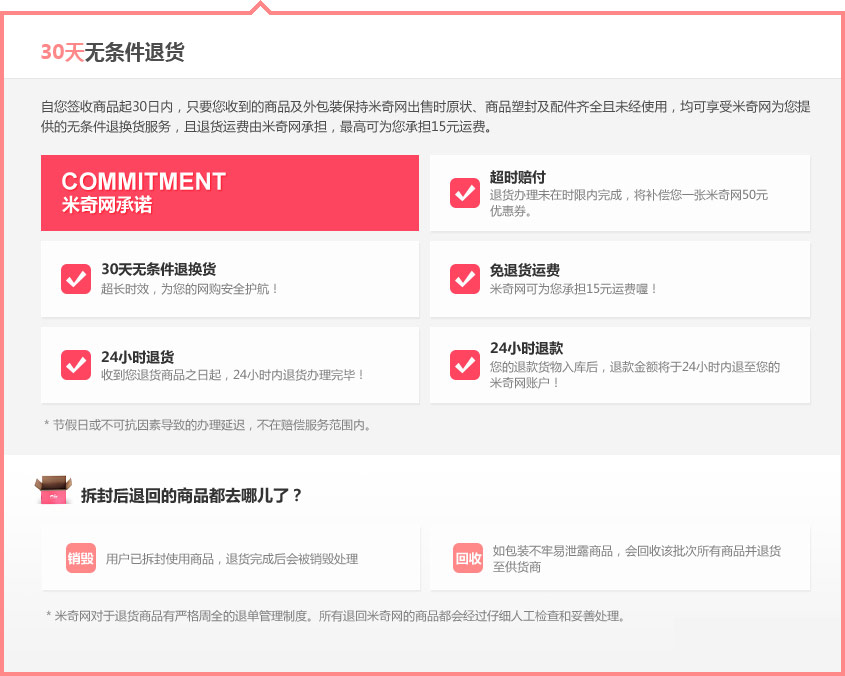 30天无条件退货
自您签收商品起30日内，只要您收到的商品及外包装保持米奇网出售时原状、商品塑封及配件齐全且未经使用，均可享受米奇网为您提
供的无条件退换货服务，且退货运费由米奇网承担，最高可为您承担15元运费。
COMMITMENT
米奇网承诺
超时赔付
退货办理未在时限内完成，将补偿您一张米奇网50元
优惠券。
30天无条件退换货
超长时效，为您的网购安全护航！
免退货运费
米奇网可为您承担15元运费喔！
24小时退货
收到您退货商品之日起，24小时内退货办理完毕！
24小时退款
您的退款货物入库后，退款金额将于24小时内退至您的
米奇网账户！
* 节假日或不可抗因素导致的办理延迟，不在赔偿服务范围内。
拆封后退回的商品都去哪儿了？
销毁
用户已拆封使用商品，退货完成后会被销毁处理
回收
如包装不牢易泄露商品，会回收该批次所有商品并退货
至供货商
* 米奇网对于退货商品有严格周全的退单管理制度。所有退回米奇网的商品都会经过仔细人工检查和妥善处理。